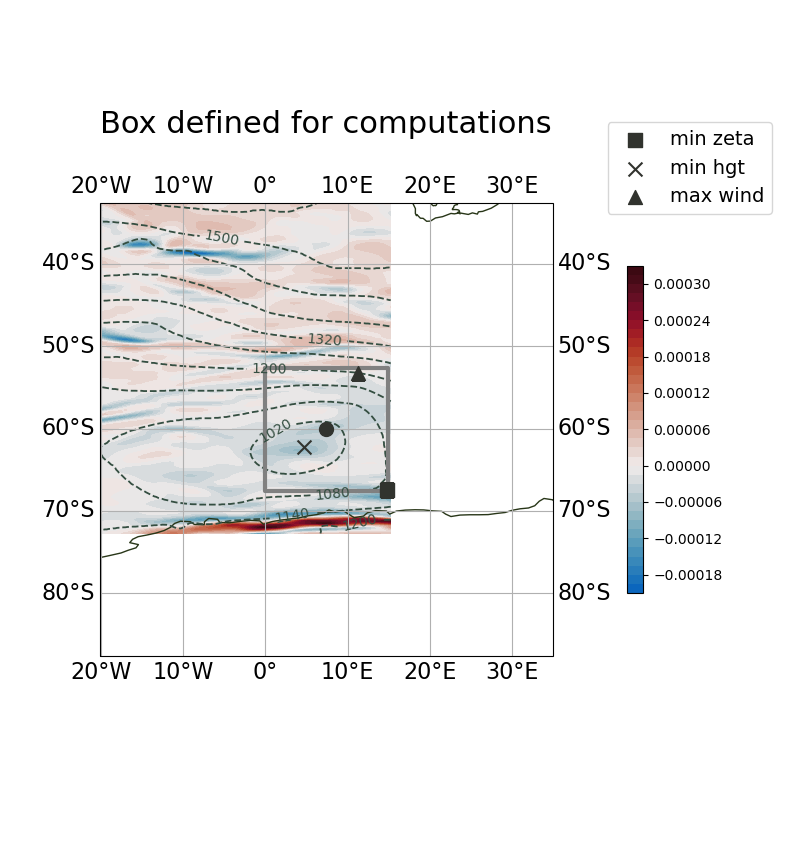 Box defined for computations
min zeta
min hgt
max wind
20°W 10°W 0° 10°E 20°E 30°E
1500
40°S 40°S
0.00030
0.00024
50°S 1320 50°S
0.00018
1200
0.00012
60°S 60°S
0.00006
1020
0.00000
1080
70°S 70°S
−0.00006
1140
1200
−0.00012
80°S 80°S
−0.00018
20°W 10°W 0° 10°E 20°E 30°E